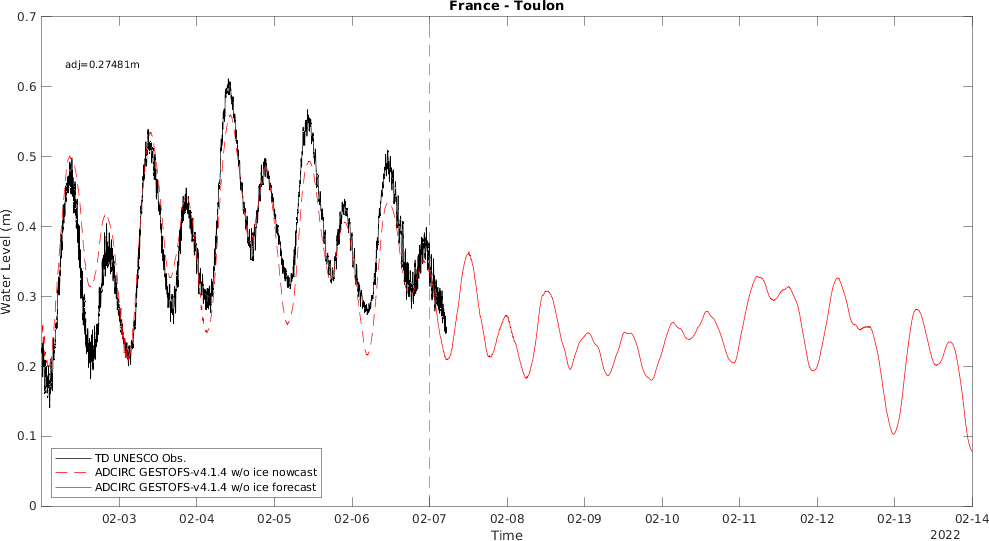 France - Toulon
0.7
adj=0.27481m
0.6
0.5
0.4
0.3
0.2
0.1
0
Water Level (m)
TD UNESCO Obs.
ADCIRC GESTOFS-v4.1.4 w/o ice nowcast
ADCIRC GESTOFS-v4.1.4 w/o ice forecast
02-03 02-04 02-05 02-06 02-07 02-08 02-09 02-10 02-11 02-12 02-13 02-14
Time
2022